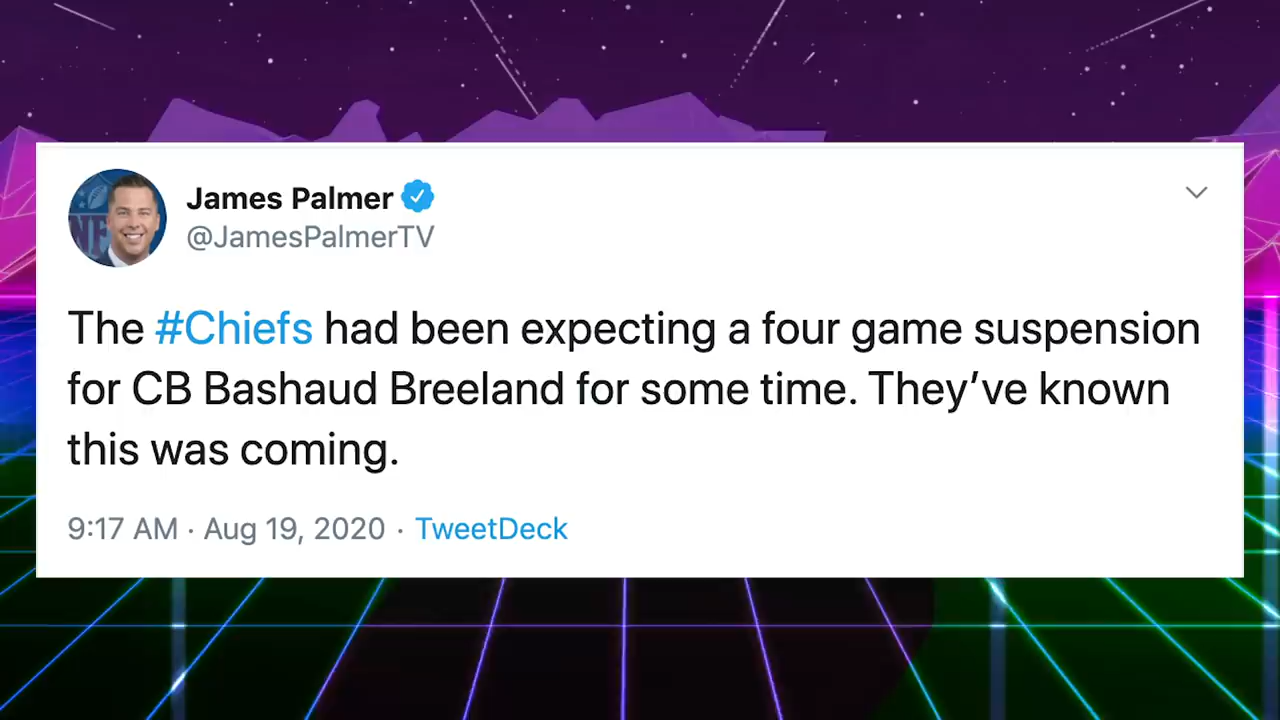 James Palmer
@JamesPalmerTV
The #Chiefs had been expecting a four game suspension
for CB Bashaud Breeland for some time. They’ve known
this was coming.
9:17 AM · Aug 19, 2020 · TweetDeck